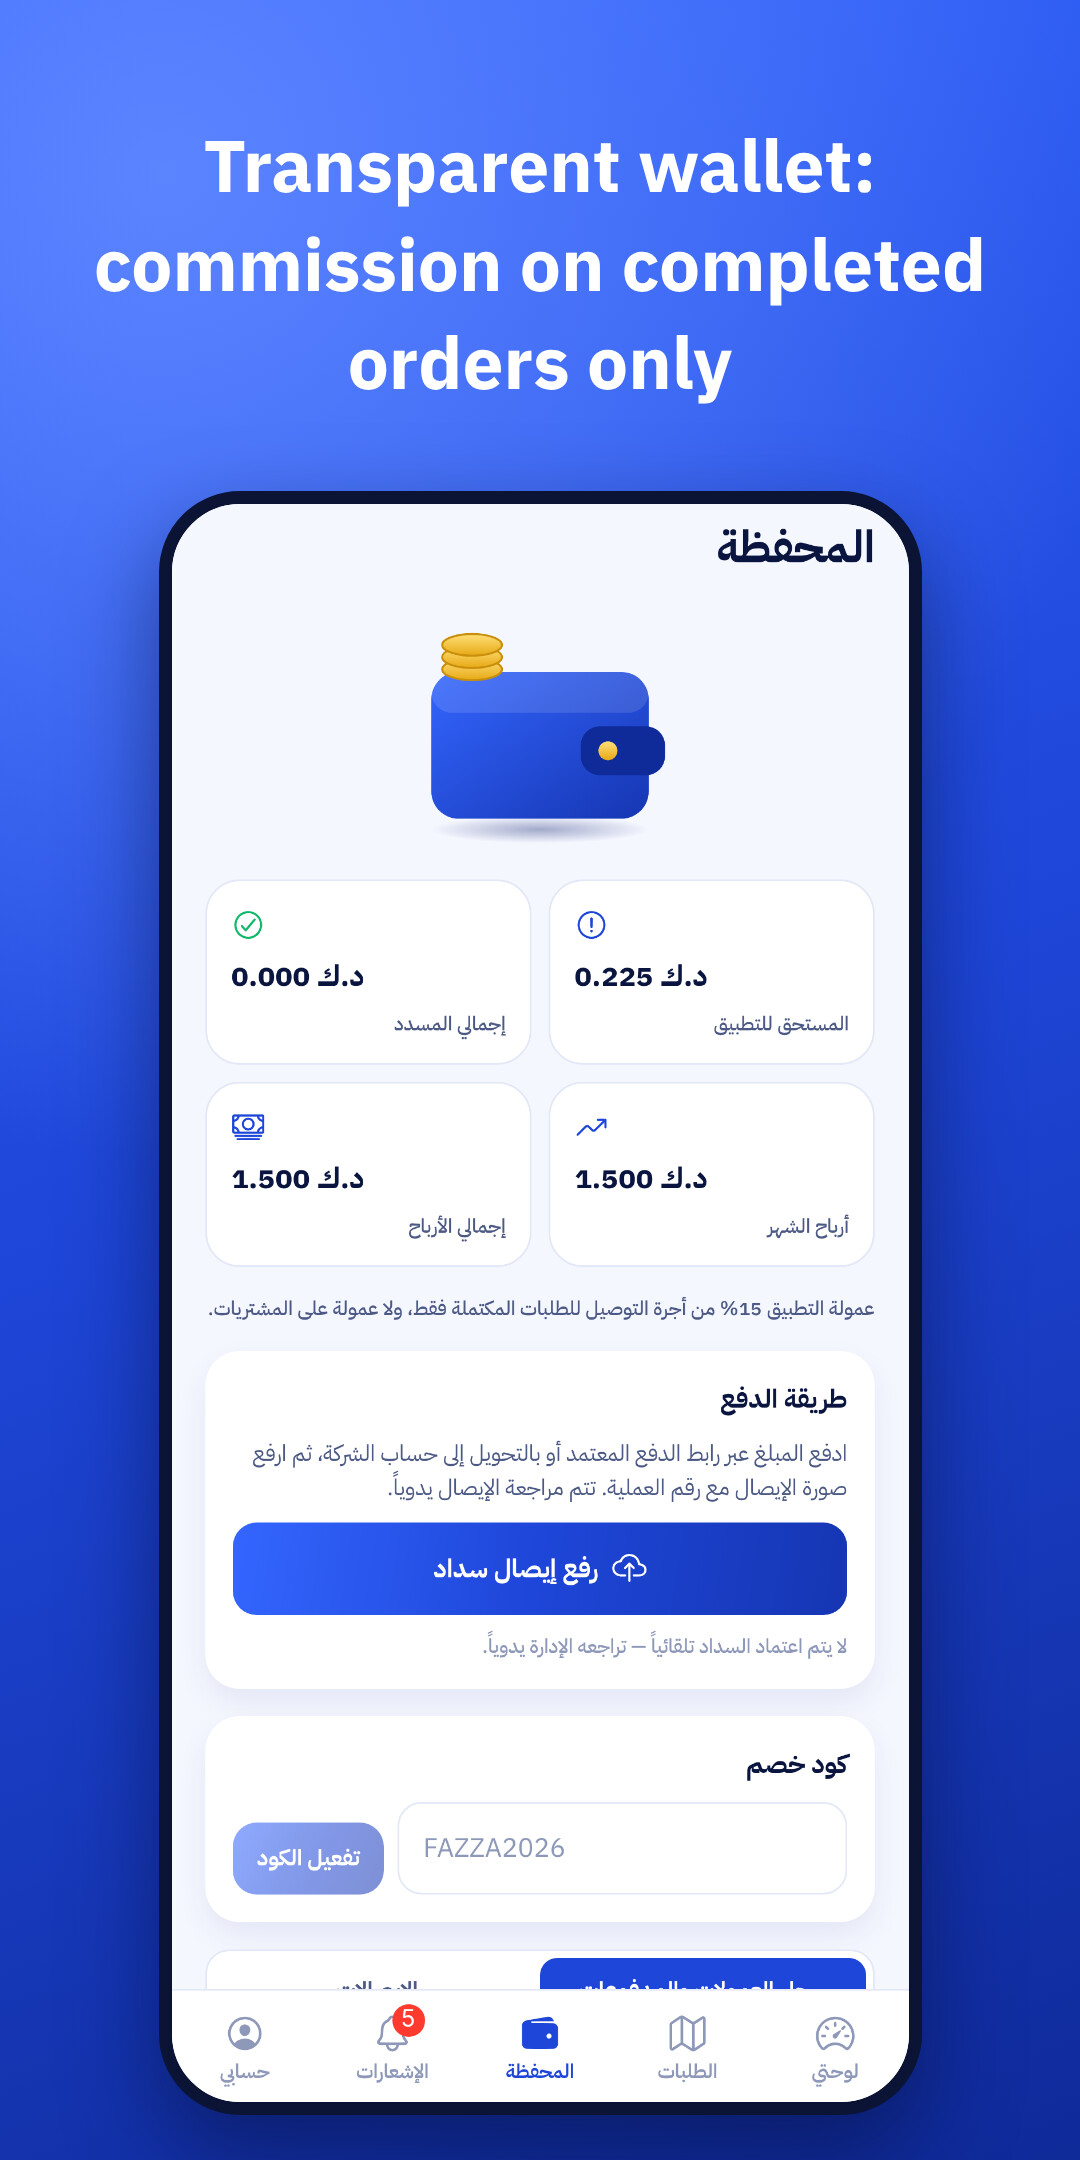 Transparent wallet:
commission on completed
orders only
المحفظة
0.225 د.ك
المستحق للتطبيق
0.000 د.ك
إجمالي المسدد
1.500 د.ك
أرباح الشهر
1.500 د.ك
إجمالي الأرباح
عمولة التطبيق 15% من أجرة التوصيل للطلبات المكتملة فقط، ولا عمولة على المشتريات.
طريقة الدفع
ادفع المبلغ عبر رابط الدفع المعتمد أو بالتحويل إلى حساب الشركة، ثم ارفع
صورة الإيصال مع رقم العملية. تتم مراجعة الإيصال يدوياً.
رفع إيصال سداد
لا يتم اعتماد السداد تلقائياً — تراجعه الإدارة يدوياً.
كود خصم
FAZZA2026
تفعيل الكود
لوحتي
الطلبات
المحفظة
5
الإشعارات
حسابي